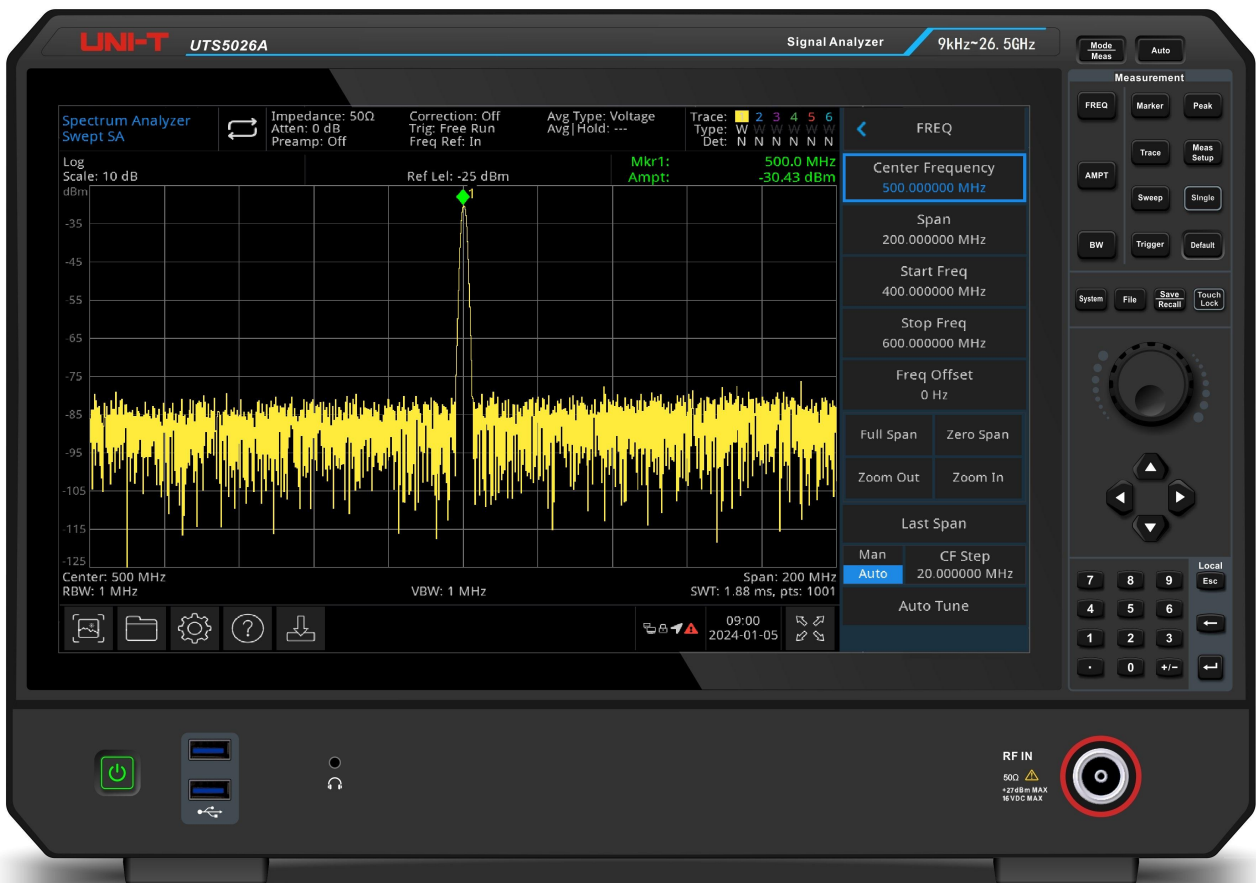 UNI-T UTS5026A
Signal Analyzer 9kHz~26.5GHz
Mode
Meas
Auto
Measurement
FREQ Marker Peak
Trace Meas
Setup
AMPT
Sweep Single
BW Trigger Default
System File Save
Recall Touch
Lock
Local
7 8 9 Esc
4 5 6
1 2 3
. 0 +/-
Spectrum Analyzer
Swept SA
Impedance: 50Ω
Atten: 0 dB
Preamp: Off
Correction: Off
Trig: Free Run
Freq Ref: In
Avg Type: Voltage
Avg|Hold: ---
Trace: 1 2 3 4 5 6
Type: W W W W W W
Det: N N N N N N
Log
Scale: 10 dB
Ref Lel: -25 dBm
Mkr1: 500.0 MHz
Ampt: -30.43 dBm
dBm
1
-35
-45
-55
-65
-75
-85
-95
-105
-115
-125
Center: 500 MHz
RBW: 1 MHz
VBW: 1 MHz
Span: 200 MHz
SWT: 1.88 ms, pts: 1001
09:00
2024-01-05
FREQ
Center Frequency
500.000000 MHz
Span
200.000000 MHz
Start Freq
400.000000 MHz
Stop Freq
600.000000 MHz
Freq Offset
0 Hz
Full Span Zero Span
Zoom Out Zoom In
Last Span
Man
Auto
CF Step
20.000000 MHz
Auto Tune
RF IN
50Ω
+27dBm MAX
16VDC MAX